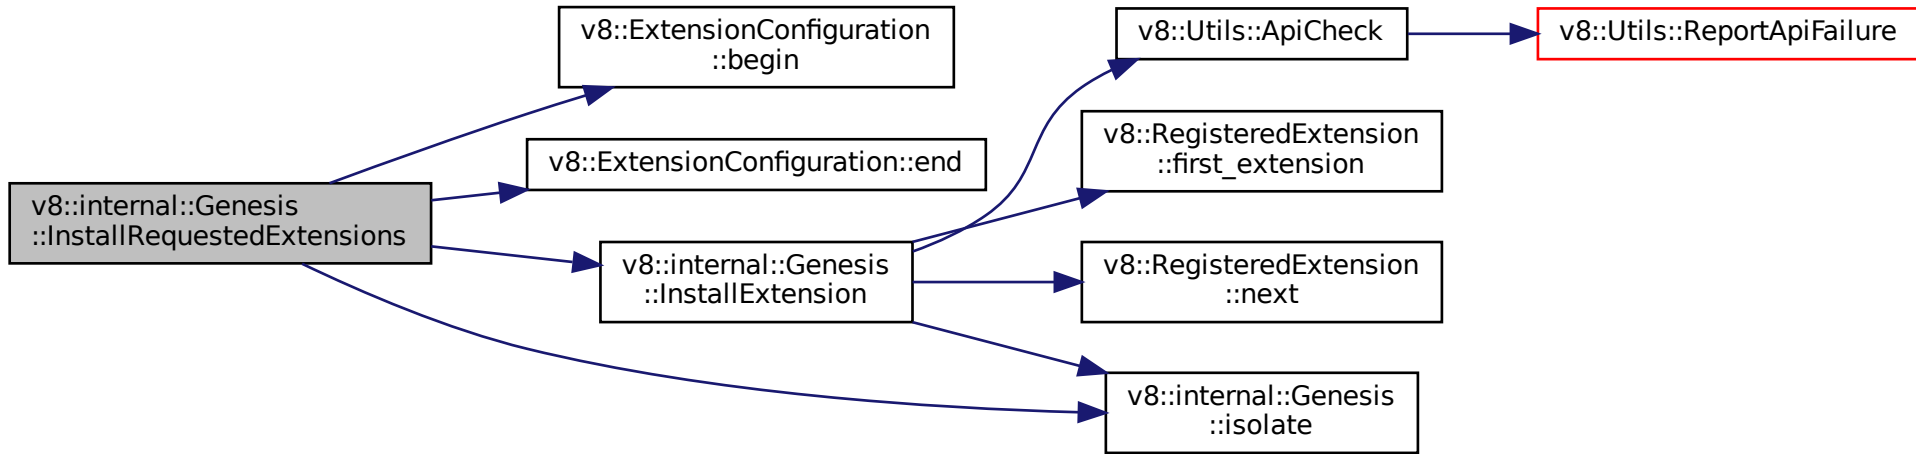 v8::internal::Genesis
::InstallRequestedExtensions
v8::ExtensionConfiguration
::begin
v8::ExtensionConfiguration::end
v8::internal::Genesis
::InstallExtension
v8::Utils::ApiCheck
v8::RegisteredExtension
::first_extension
v8::RegisteredExtension
::next
v8::internal::Genesis
::isolate
v8::Utils::ReportApiFailure